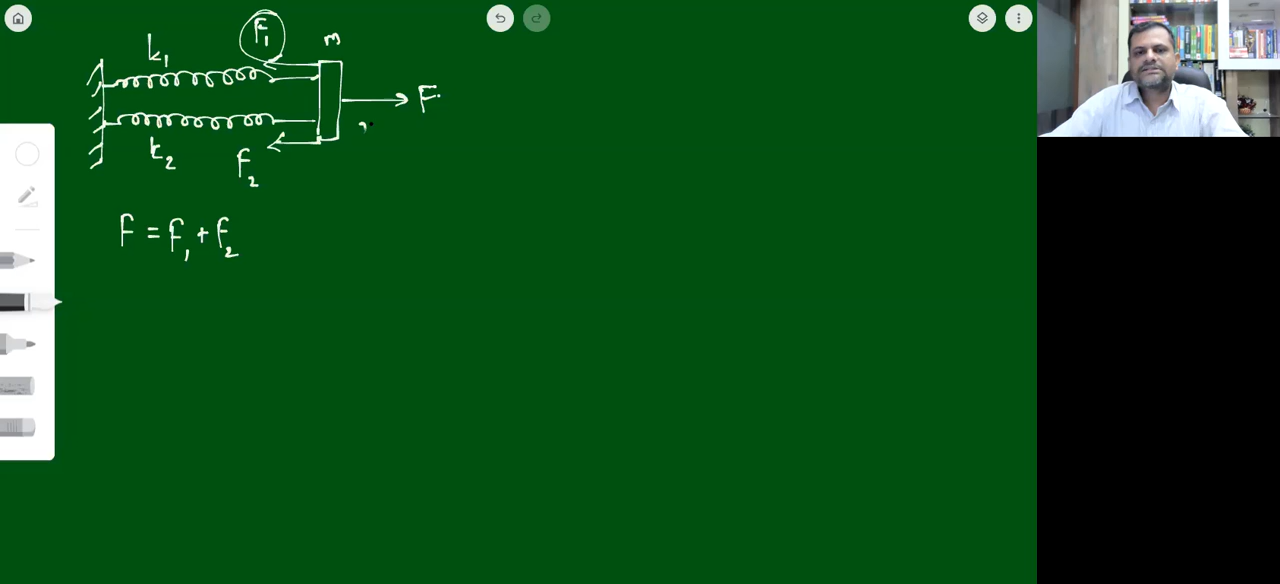 k₁
F₁
m
F
k₂
F₂
F = F₁ + F₂